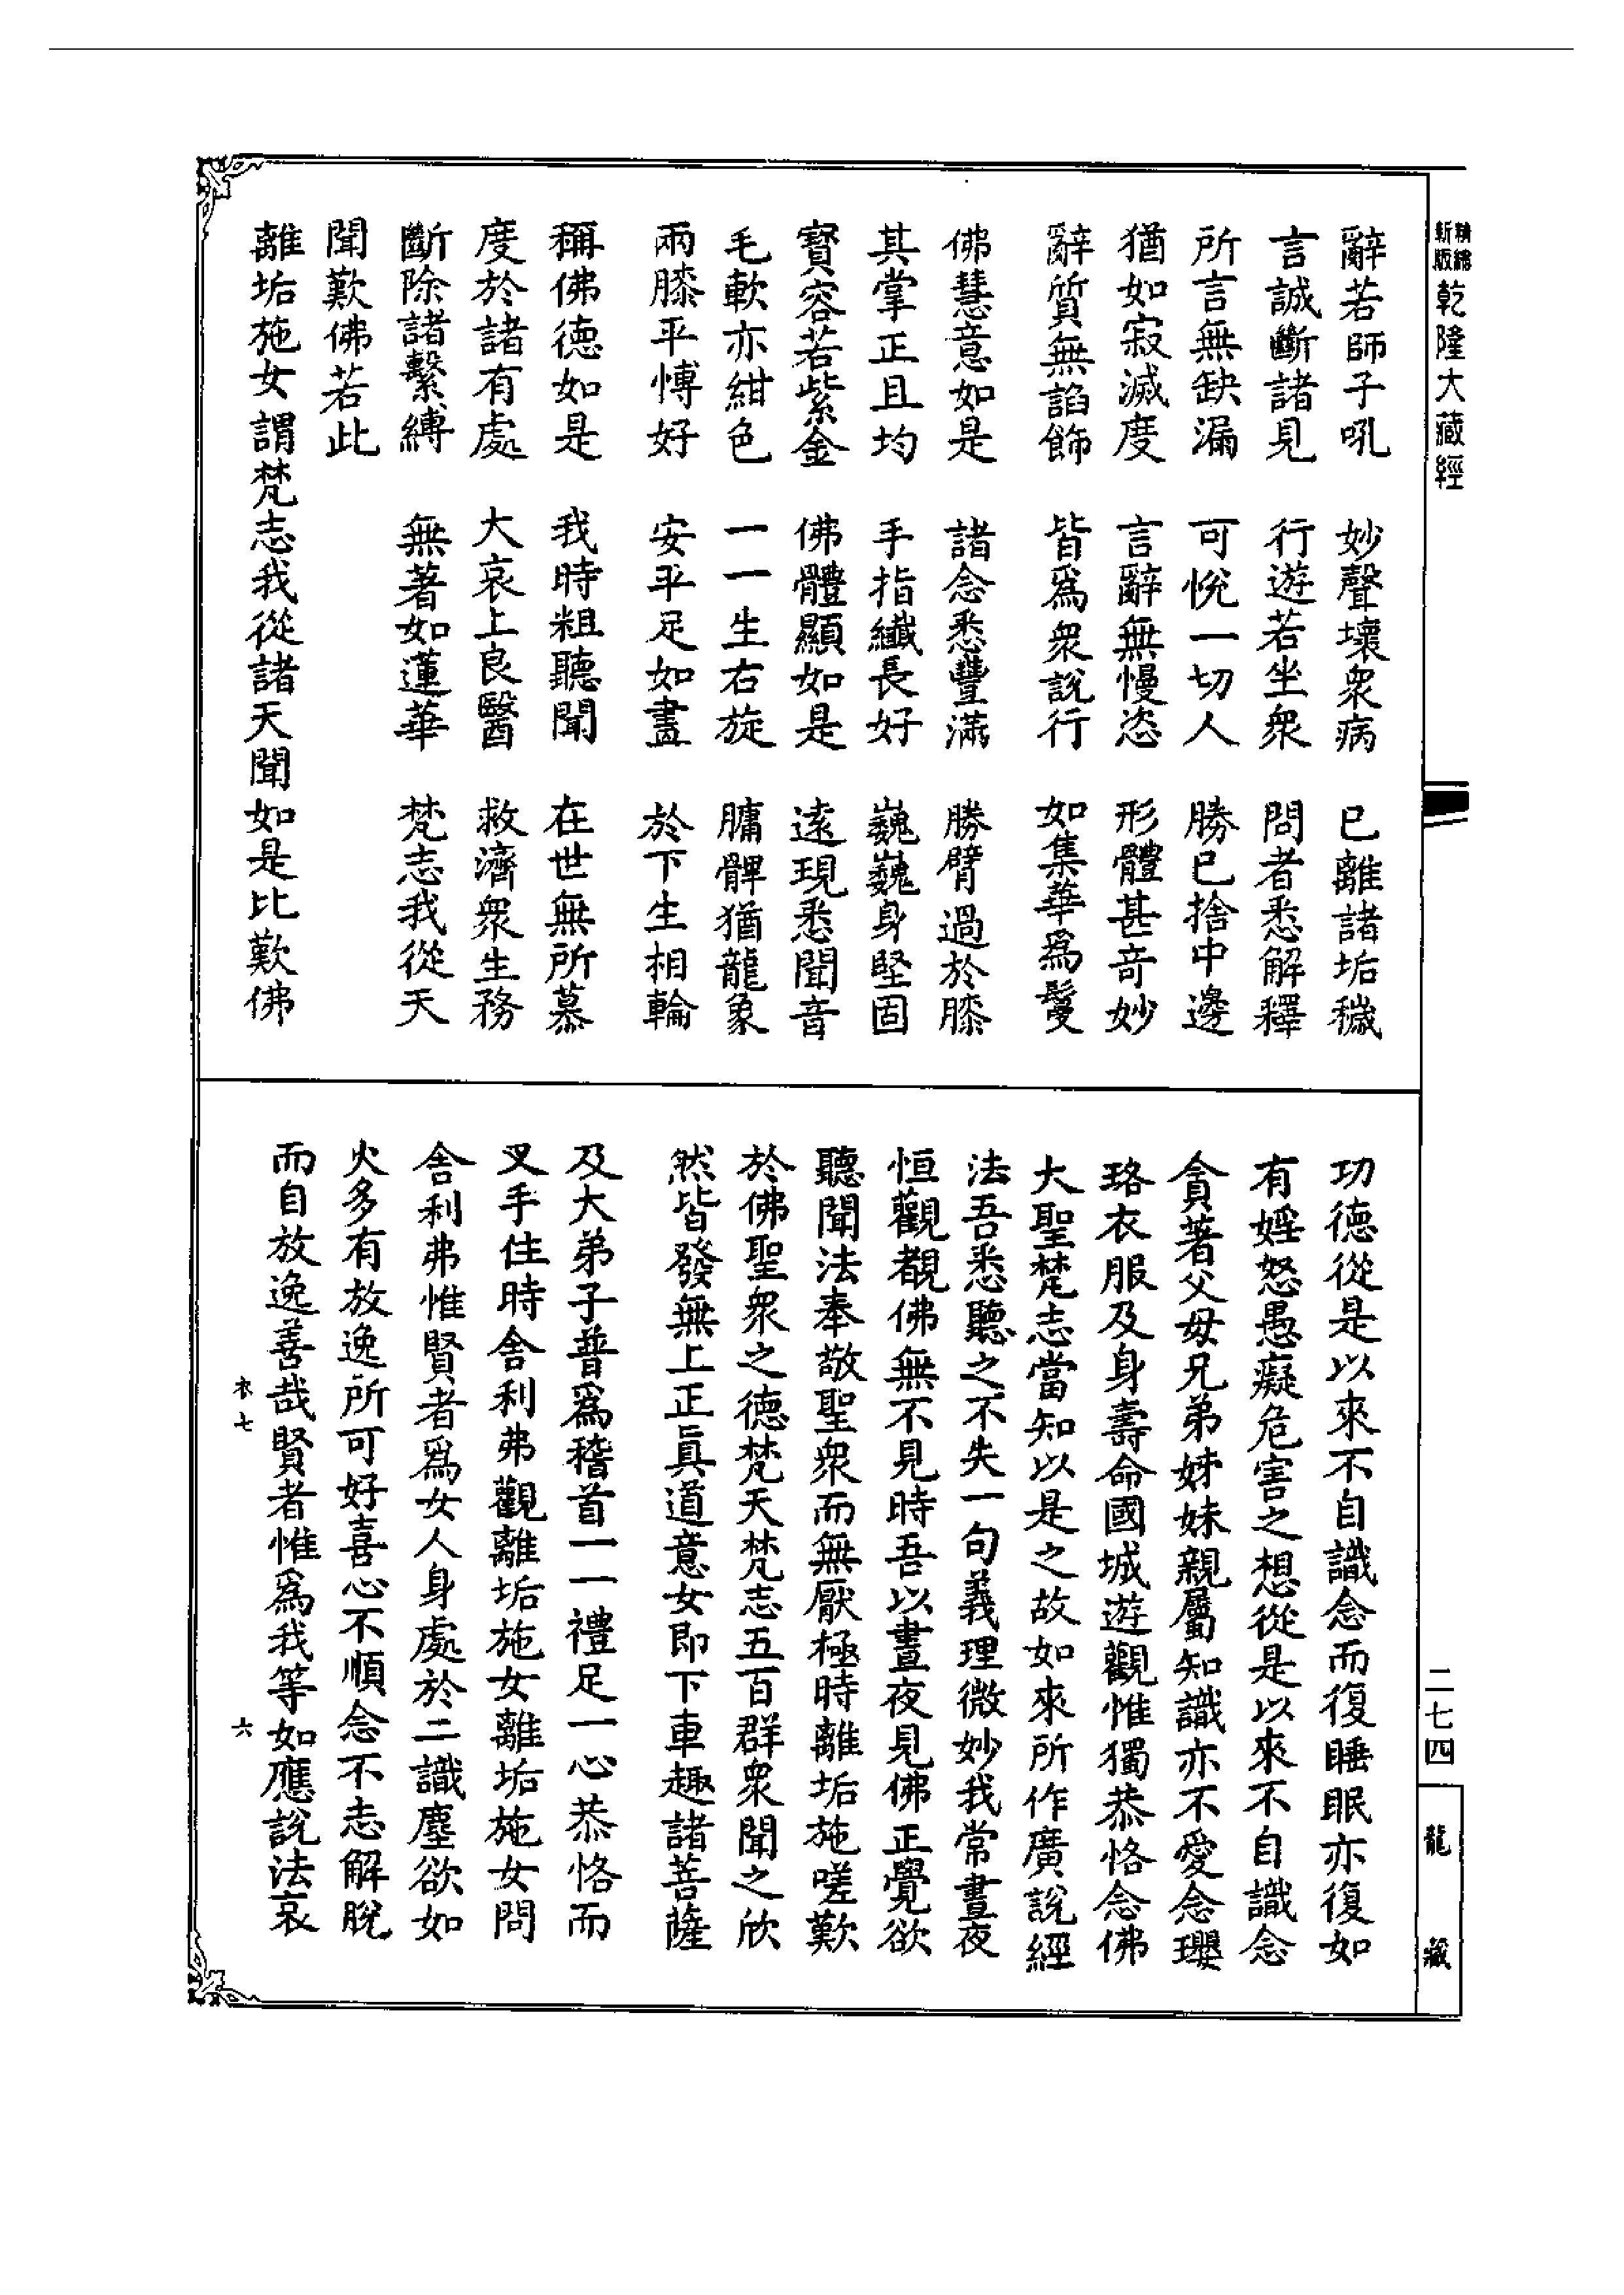 精縮新版乾隆大藏經
辭若師子吼　妙聲壞衆病　已離諸垢穢
言誠斷諸見　行遊若坐衆　問者悉解釋
所言無缺漏　可悅一切人　勝已捨中邊
猶如寂滅度　言辭無慢恣　形體甚奇妙
辭質無諂飾　皆爲衆說行　如集華爲鬘
佛慧意如是　諸念悉豐滿　勝臂過於膝
其掌正且均　手指纖長好　巍巍身堅固
寶容若紫金　佛體顯如是　遠現悉聞音
毛軟亦紺色　一一生右旋　𦟛髀猶龍象
兩膝平慱好　安平足如畫　於下生相輪
稱佛德如是　我時粗聽聞　在世無所慕
度於諸有處　大哀上良醫　救濟衆生務
斷除諸繫縛　無著如蓮華　梵志我從天
聞歎佛若此
離垢施女謂梵志我從諸天聞如是比歎佛
功德從是以來不自識念而復睡眠亦復如
有婬怒愚癡危害之想從是以來不自識念
貪著父母兄弟姊妹親屬知識亦不愛念瓔
珞衣服及身壽命國城遊觀惟獨恭恪念佛
大聖梵志當知以是之故如來所作廣說經
法吾悉聽之不失一句義理微妙我常晝夜
恒觀覩佛無不見時吾以晝夜見佛正覺欲
聽聞法奉敬聖衆而無厭極時離垢施嗟歎
於佛聖衆之德梵天梵志五百群衆聞之欣
然皆發無上正眞道意女即下車趣諸菩薩
及大弟子普爲稽首一一禮足一心恭恪而
叉手住時舍利弗觀離垢施女離垢施女問
舍利弗惟賢者爲女人身處於二識塵欲如
火多有放逸所可好喜心不順念不志解脫
而自放逸善哉賢者惟爲我等如應說法哀
衣七　六
二七四
龍藏